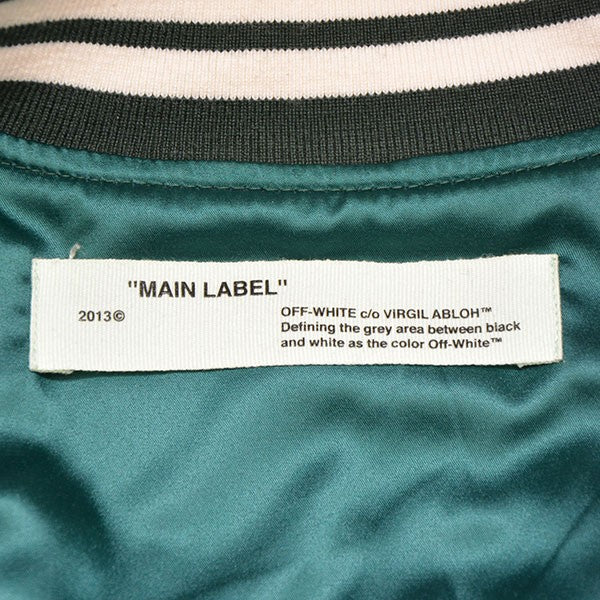 "MAIN LABEL"
2013©
OFF-WHITE c/o VIRGIL ABLOH™
Defining the grey area between black
and white as the color Off-White™